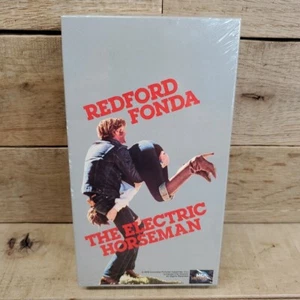 REDFORD
FONDA
THE ELECTRIC
HORSEMAN